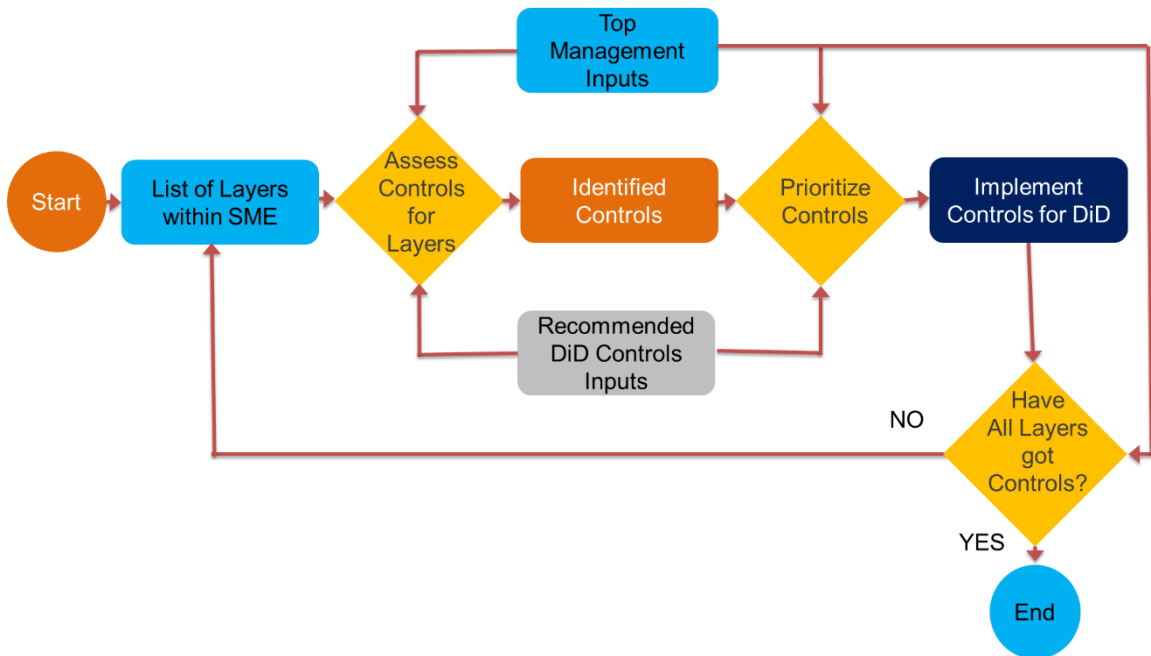 Top
Management
Inputs
Start
List of Layers
within SME
Assess
Controls
for
Layers
Identified
Controls
Prioritize
Controls
Implement
Controls for DiD
Recommended
DiD Controls
Inputs
NO
Have
All Layers
got
Controls?
YES
End